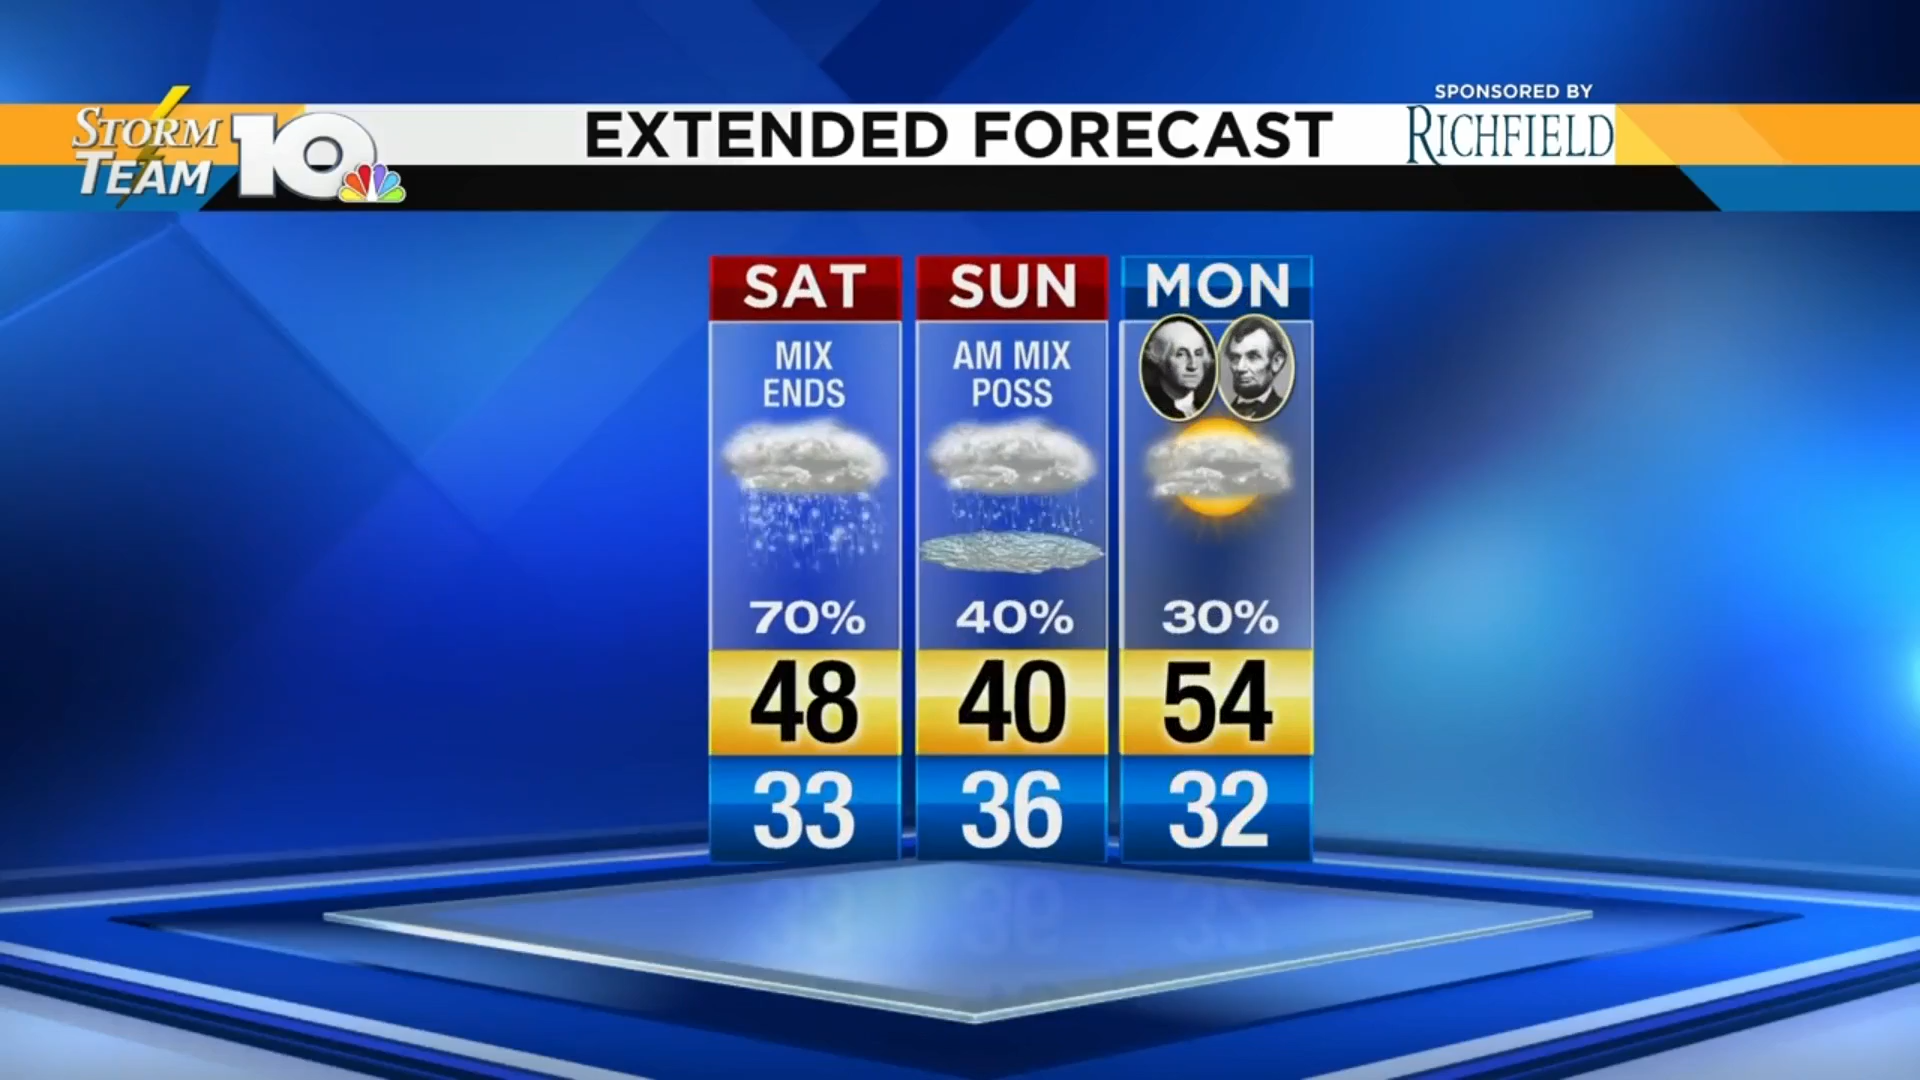 SPONSORED BY
STORM TEAM 10
EXTENDED FORECAST
RICHFIELD
SAT
SUN
MON
MIX
ENDS
AM MIX
POSS
70%
40%
30%
48
40
54
33
36
32